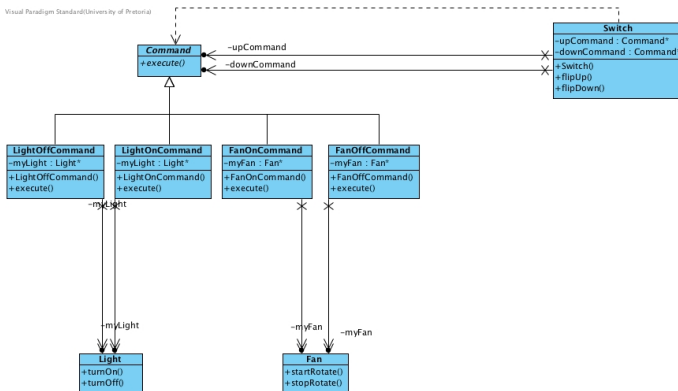 Visual Paradigm Standard(University of Pretoria)
Switch
-upCommand : Command*
-downCommand : Command*
+Switch()
+flipUp()
+flipDown()
Command
+execute()
-upCommand
-downCommand
LightOffCommand
-myLight : Light*
+LightOffCommand()
+execute()
LightOnCommand
-myLight : Light*
+LightOnCommand()
+execute()
FanOnCommand
-myFan : Fan*
+FanOnCommand()
+execute()
FanOffCommand
-myFan : Fan*
+FanOffCommand()
+execute()
-myLight
-myLight
-myFan
-myFan
Light
+turnOn()
+turnOff()
Fan
+startRotate()
+stopRotate()